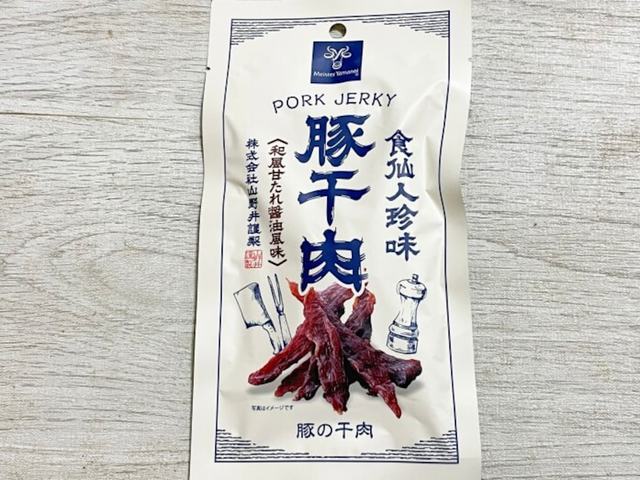 Meister Yamanoi
PORK JERKY
食仙人珍味
豚干肉
〈和風甘たれ醤油風味〉
株式会社山野井謹製
写真はイメージです
豚の干肉